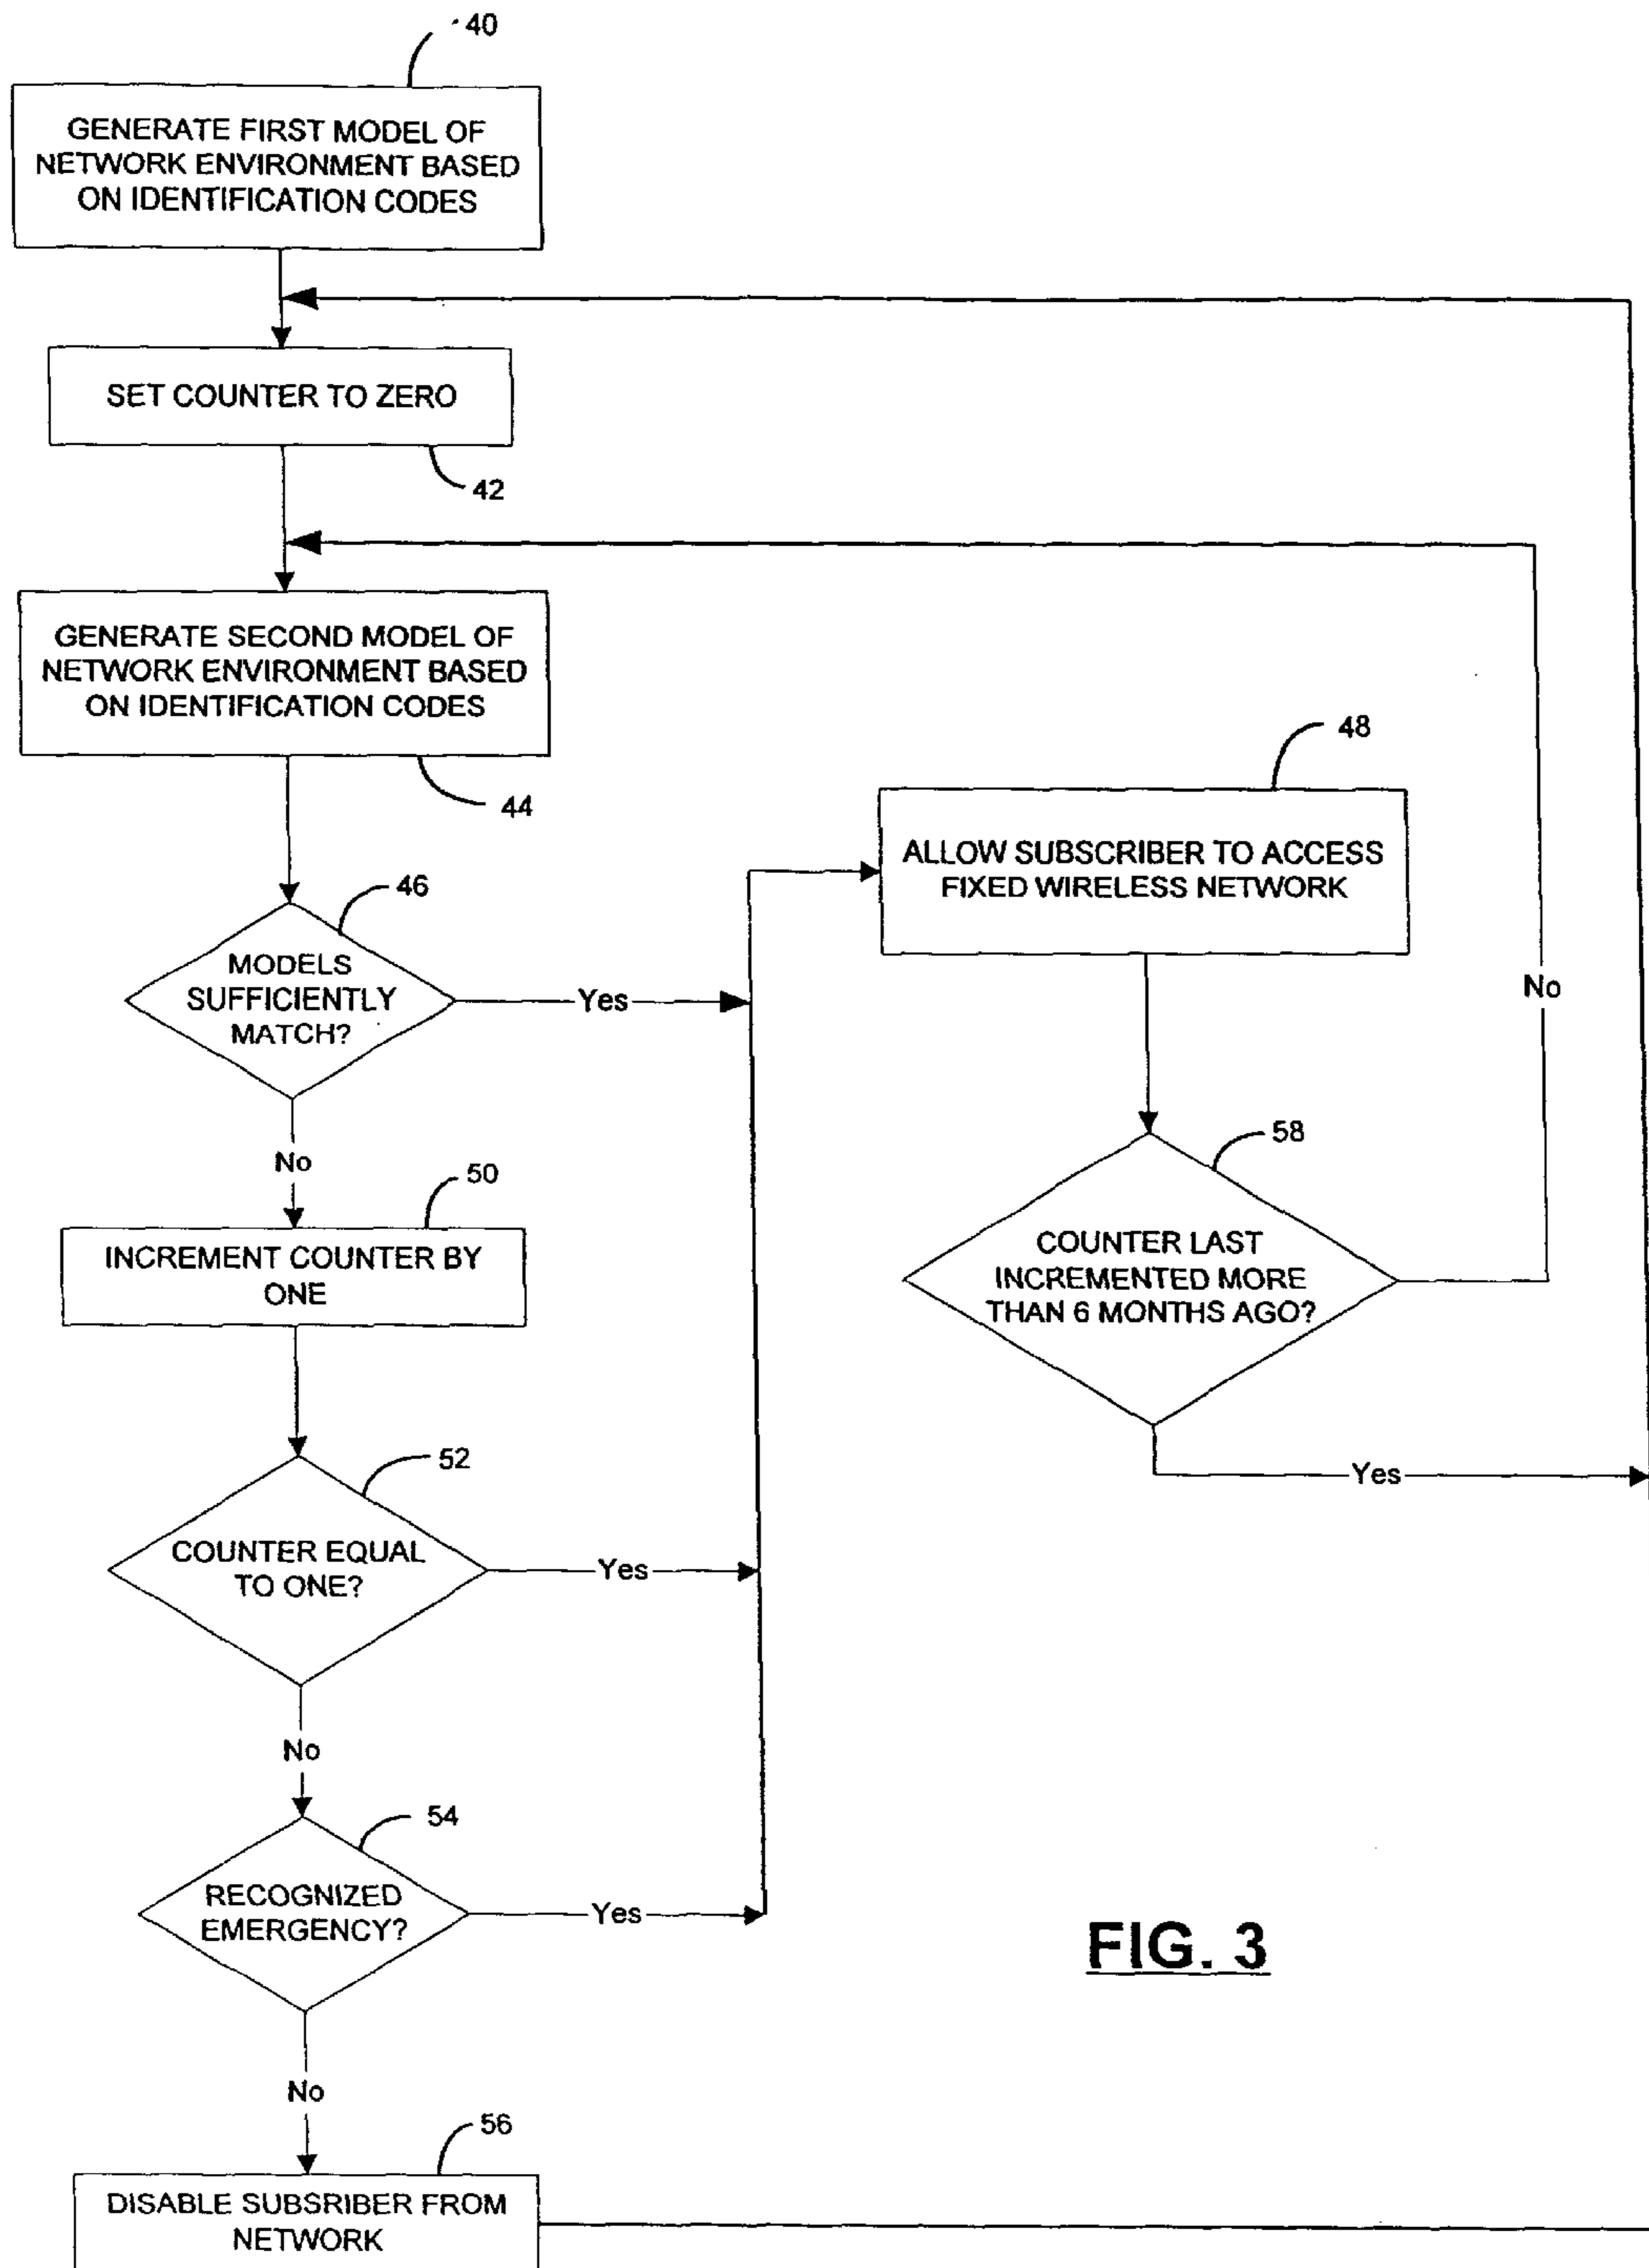 40
GENERATE FIRST MODEL OF
NETWORK ENVIRONMENT BASED
ON IDENTIFICATION CODES
SET COUNTER TO ZERO
42
GENERATE SECOND MODEL OF
NETWORK ENVIRONMENT BASED
ON IDENTIFICATION CODES
44
46
MODELS
SUFFICIENTLY
MATCH?
Yes
No
48
ALLOW SUBSCRIBER TO ACCESS
FIXED WIRELESS NETWORK
No
50
INCREMENT COUNTER BY
ONE
58
COUNTER LAST
INCREMENTED MORE
THAN 6 MONTHS AGO?
Yes
52
COUNTER EQUAL
TO ONE?
Yes
No
54
RECOGNIZED
EMERGENCY?
Yes
No
56
DISABLE SUBSRIBER FROM
NETWORK
FIG. 3